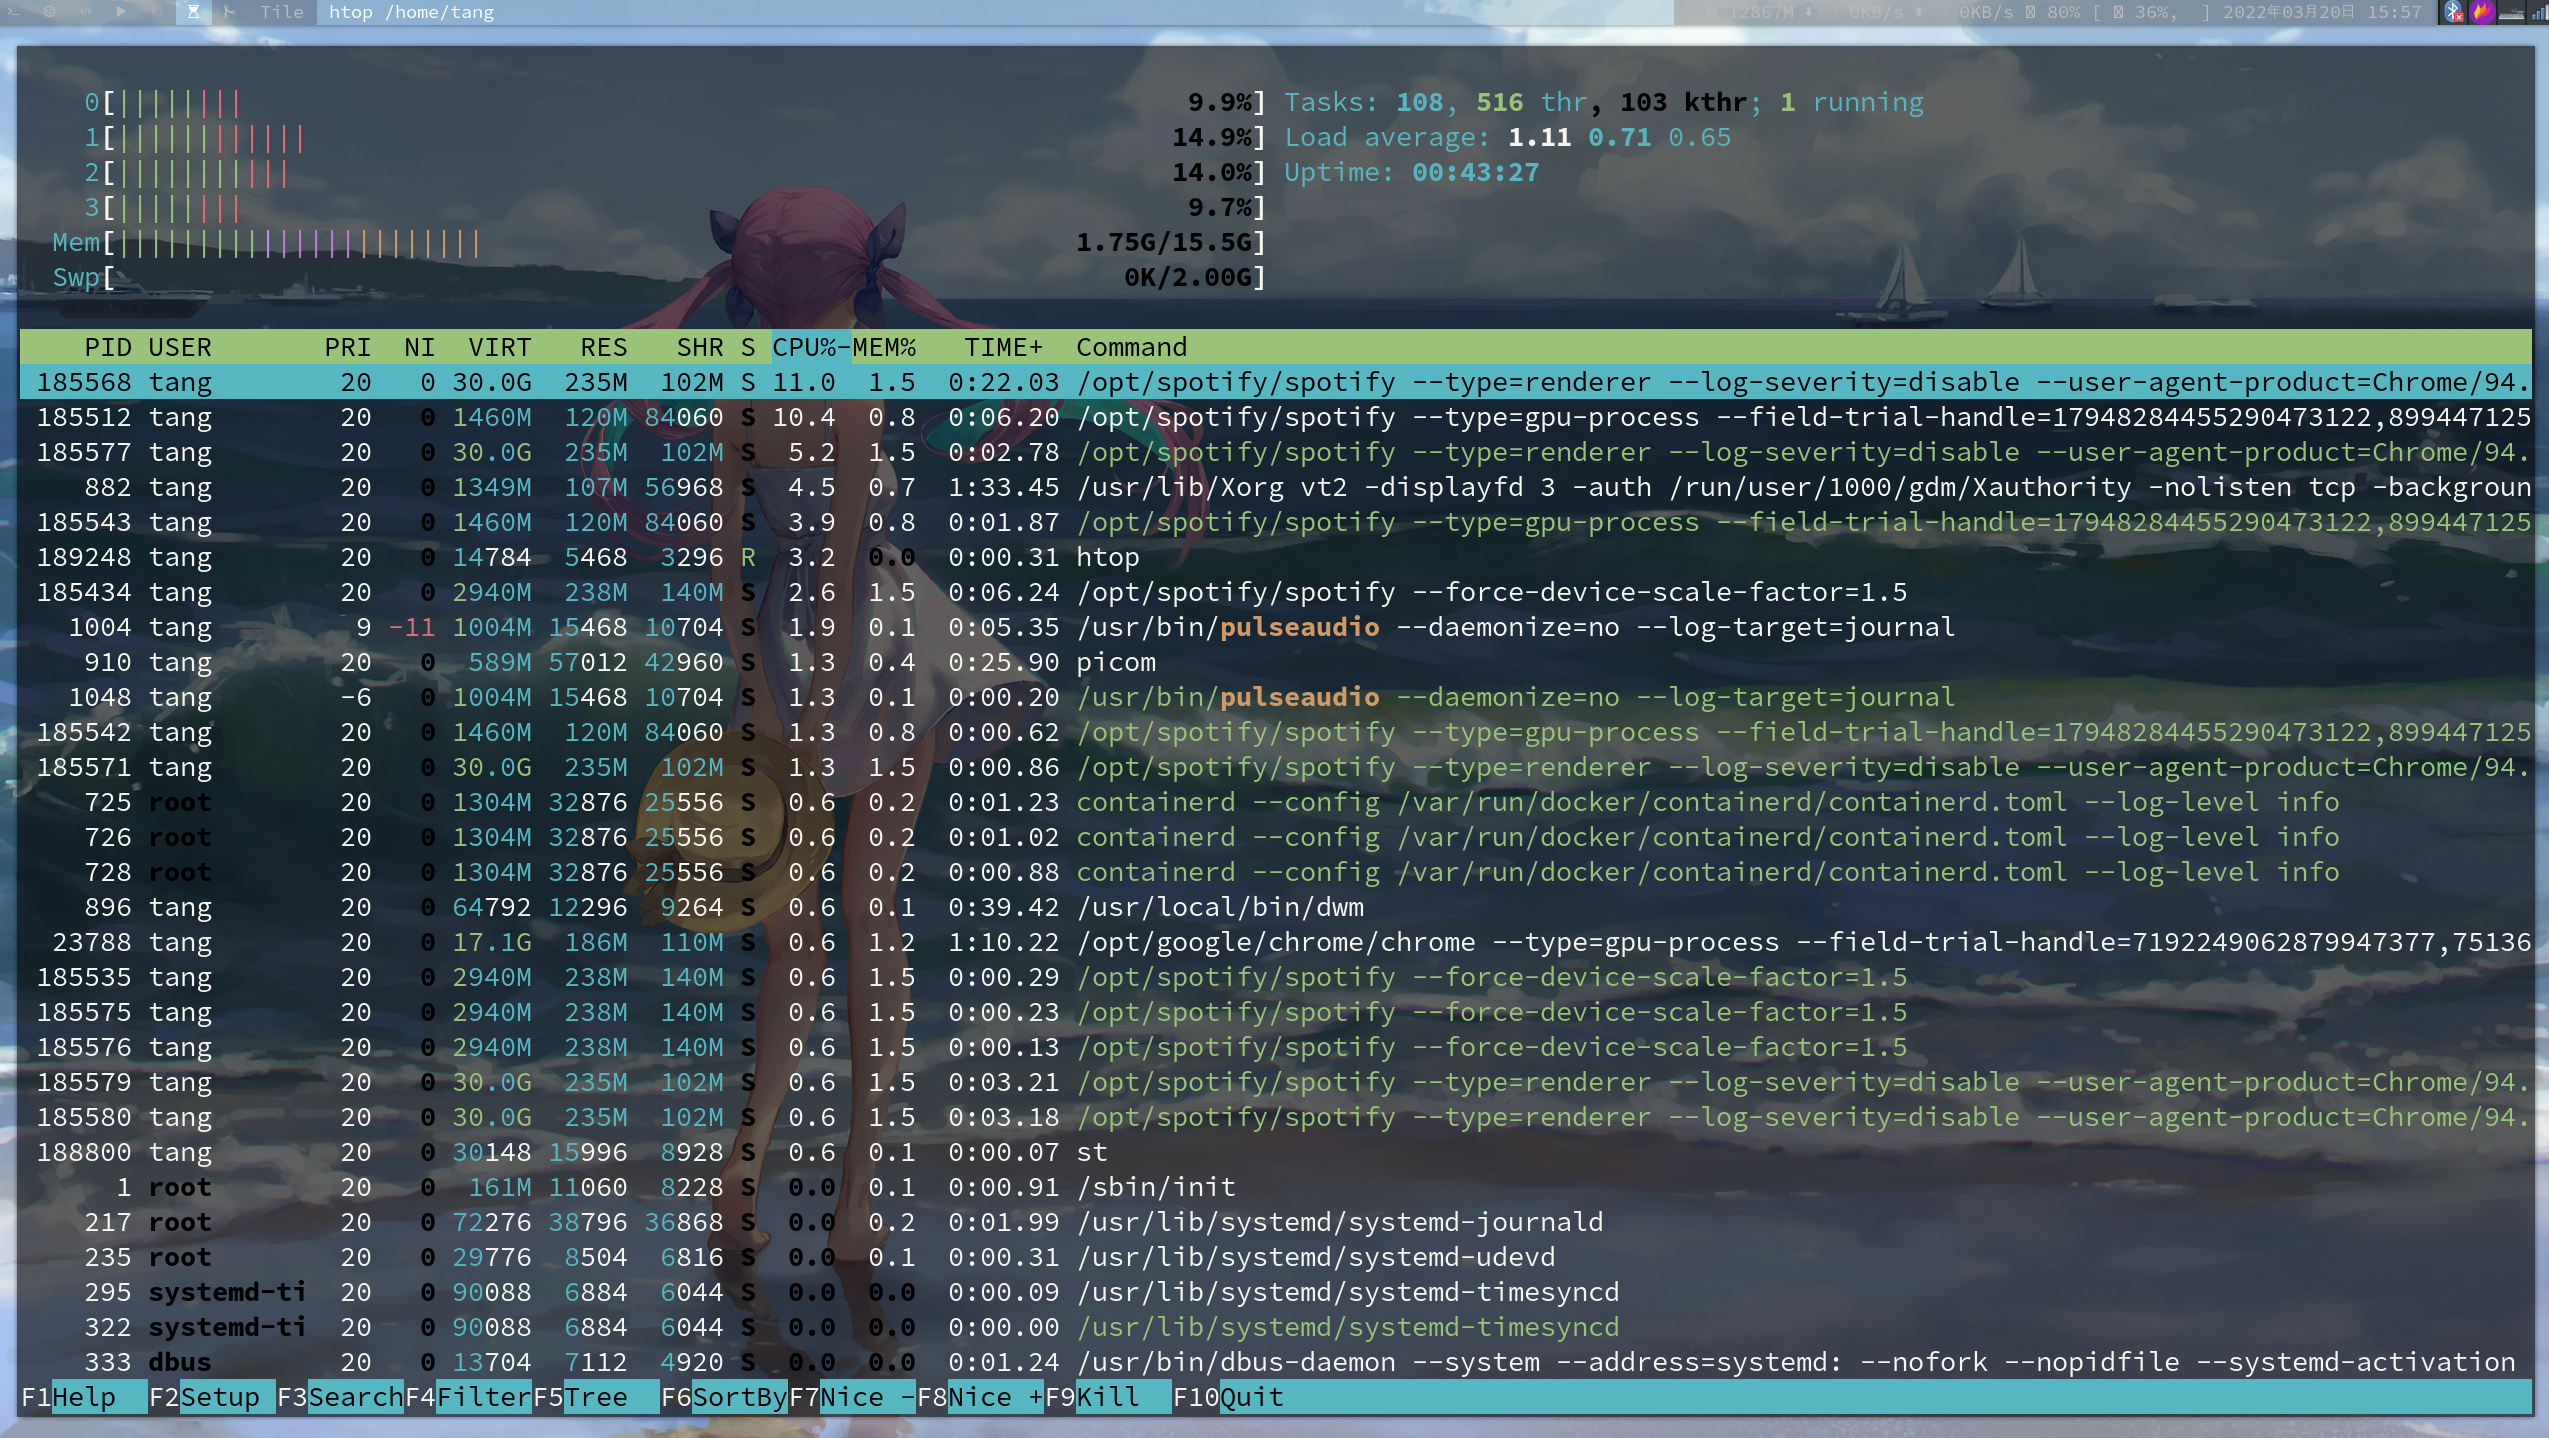 Tile htop /home/tang 12867M 0KB/s 0KB/s 80% [ 36%, ] 2022年03月20日 15:57
0[||||||||| 9.9%] Tasks: 108, 516 thr, 103 kthr; 1 running
1[|||||||||||| 14.9%] Load average: 1.11 0.71 0.65
2[||||||||||| 14.0%] Uptime: 00:43:27
3[|||||||| 9.7%]
Mem[||||||||||||||||||||||| 1.75G/15.5G]
Swp[ 0K/2.00G]
PID USER PRI NI VIRT RES SHR S CPU%-MEM% TIME+ Command
185568 tang 20 0 30.0G 235M 102M S 11.0 1.5 0:22.03 /opt/spotify/spotify --type=renderer --log-severity=disable --user-agent-product=Chrome/94.
185512 tang 20 0 1460M 120M 84060 S 10.4 0.8 0:06.20 /opt/spotify/spotify --type=gpu-process --field-trial-handle=17948284455290473122,899447125
185577 tang 20 0 30.0G 235M 102M S 5.2 1.5 0:02.78 /opt/spotify/spotify --type=renderer --log-severity=disable --user-agent-product=Chrome/94.
882 tang 20 0 1349M 107M 56968 S 4.5 0.7 1:33.45 /usr/lib/Xorg vt2 -displayfd 3 -auth /run/user/1000/gdm/Xauthority -nolisten tcp -backgroun
185543 tang 20 0 1460M 120M 84060 S 3.9 0.8 0:01.87 /opt/spotify/spotify --type=gpu-process --field-trial-handle=17948284455290473122,899447125
189248 tang 20 0 14784 5468 3296 R 3.2 0.0 0:00.31 htop
185434 tang 20 0 2940M 238M 140M S 2.6 1.5 0:06.24 /opt/spotify/spotify --force-device-scale-factor=1.5
1004 tang 9 -11 1004M 15468 10704 S 1.9 0.1 0:05.35 /usr/bin/pulseaudio --daemonize=no --log-target=journal
910 tang 20 0 589M 57012 42960 S 1.3 0.4 0:25.90 picom
1048 tang -6 0 1004M 15468 10704 S 1.3 0.1 0:00.20 /usr/bin/pulseaudio --daemonize=no --log-target=journal
185542 tang 20 0 1460M 120M 84060 S 1.3 0.8 0:00.62 /opt/spotify/spotify --type=gpu-process --field-trial-handle=17948284455290473122,899447125
185571 tang 20 0 30.0G 235M 102M S 1.3 1.5 0:00.86 /opt/spotify/spotify --type=renderer --log-severity=disable --user-agent-product=Chrome/94.
725 root 20 0 1304M 32876 25556 S 0.6 0.2 0:01.23 containerd --config /var/run/docker/containerd/containerd.toml --log-level info
726 root 20 0 1304M 32876 25556 S 0.6 0.2 0:01.02 containerd --config /var/run/docker/containerd/containerd.toml --log-level info
728 root 20 0 1304M 32876 25556 S 0.6 0.2 0:00.88 containerd --config /var/run/docker/containerd/containerd.toml --log-level info
896 tang 20 0 64792 12296 9264 S 0.6 0.1 0:39.42 /usr/local/bin/dwm
23788 tang 20 0 17.1G 186M 110M S 0.6 1.2 1:10.22 /opt/google/chrome/chrome --type=gpu-process --field-trial-handle=7192249062879947377,75136
185535 tang 20 0 2940M 238M 140M S 0.6 1.5 0:00.29 /opt/spotify/spotify --force-device-scale-factor=1.5
185575 tang 20 0 2940M 238M 140M S 0.6 1.5 0:00.23 /opt/spotify/spotify --force-device-scale-factor=1.5
185576 tang 20 0 2940M 238M 140M S 0.6 1.5 0:00.13 /opt/spotify/spotify --force-device-scale-factor=1.5
185579 tang 20 0 30.0G 235M 102M S 0.6 1.5 0:03.21 /opt/spotify/spotify --type=renderer --log-severity=disable --user-agent-product=Chrome/94.
185580 tang 20 0 30.0G 235M 102M S 0.6 1.5 0:03.18 /opt/spotify/spotify --type=renderer --log-severity=disable --user-agent-product=Chrome/94.
188800 tang 20 0 30148 15996 8928 S 0.6 0.1 0:00.07 st
1 root 20 0 161M 11060 8228 S 0.0 0.1 0:00.91 /sbin/init
217 root 20 0 72276 38796 36868 S 0.0 0.2 0:01.99 /usr/lib/systemd/systemd-journald
235 root 20 0 29776 8504 6816 S 0.0 0.1 0:00.31 /usr/lib/systemd/systemd-udevd
295 systemd-ti 20 0 90088 6884 6044 S 0.0 0.0 0:00.09 /usr/lib/systemd/systemd-timesyncd
322 systemd-ti 20 0 90088 6884 6044 S 0.0 0.0 0:00.00 /usr/lib/systemd/systemd-timesyncd
333 dbus 20 0 13704 7112 4920 S 0.0 0.0 0:01.24 /usr/bin/dbus-daemon --system --address=systemd: --nofork --nopidfile --systemd-activation
F1Help F2Setup F3SearchF4FilterF5Tree F6SortByF7Nice -F8Nice +F9Kill F10Quit